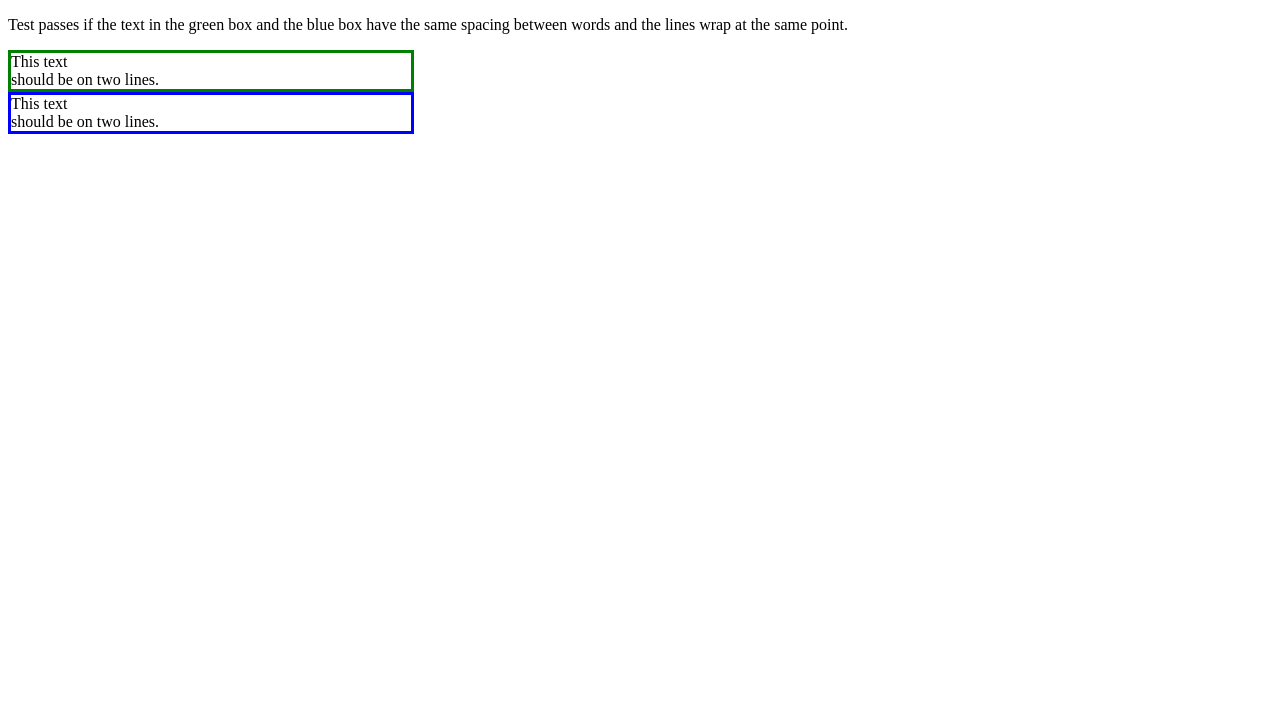 Test passes if the text in the green box and the blue box have the same spacing between words and the lines wrap at the same point.
This text
should be on two lines.
This text
should be on two lines.